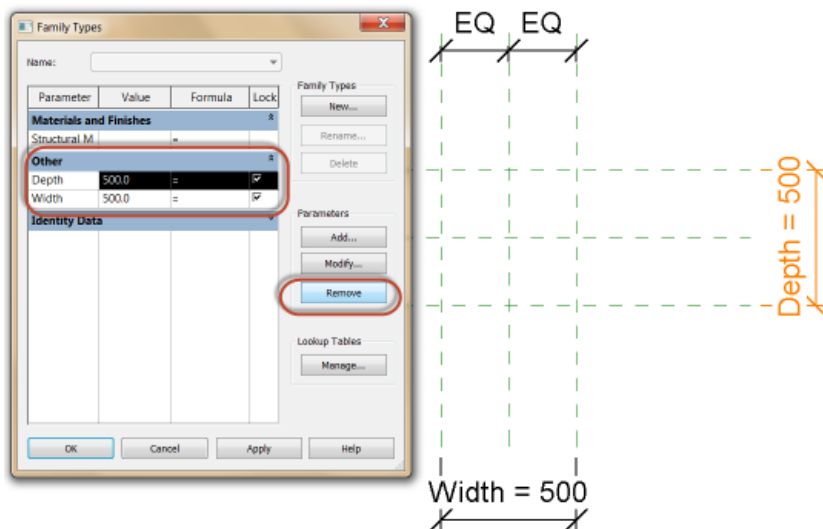 Family Types
Name:
Parameter Value Formula Lock
Materials and Finishes
Structural M =
Other
Depth 500.0 =
Width 500.0 =
Identity Data
Family Types
New...
Rename...
Delete
Parameters
Add...
Modify...
Remove
Lookup Tables
Manage...
OK Cancel Apply Help
EQ EQ
Depth = 500
Width = 500